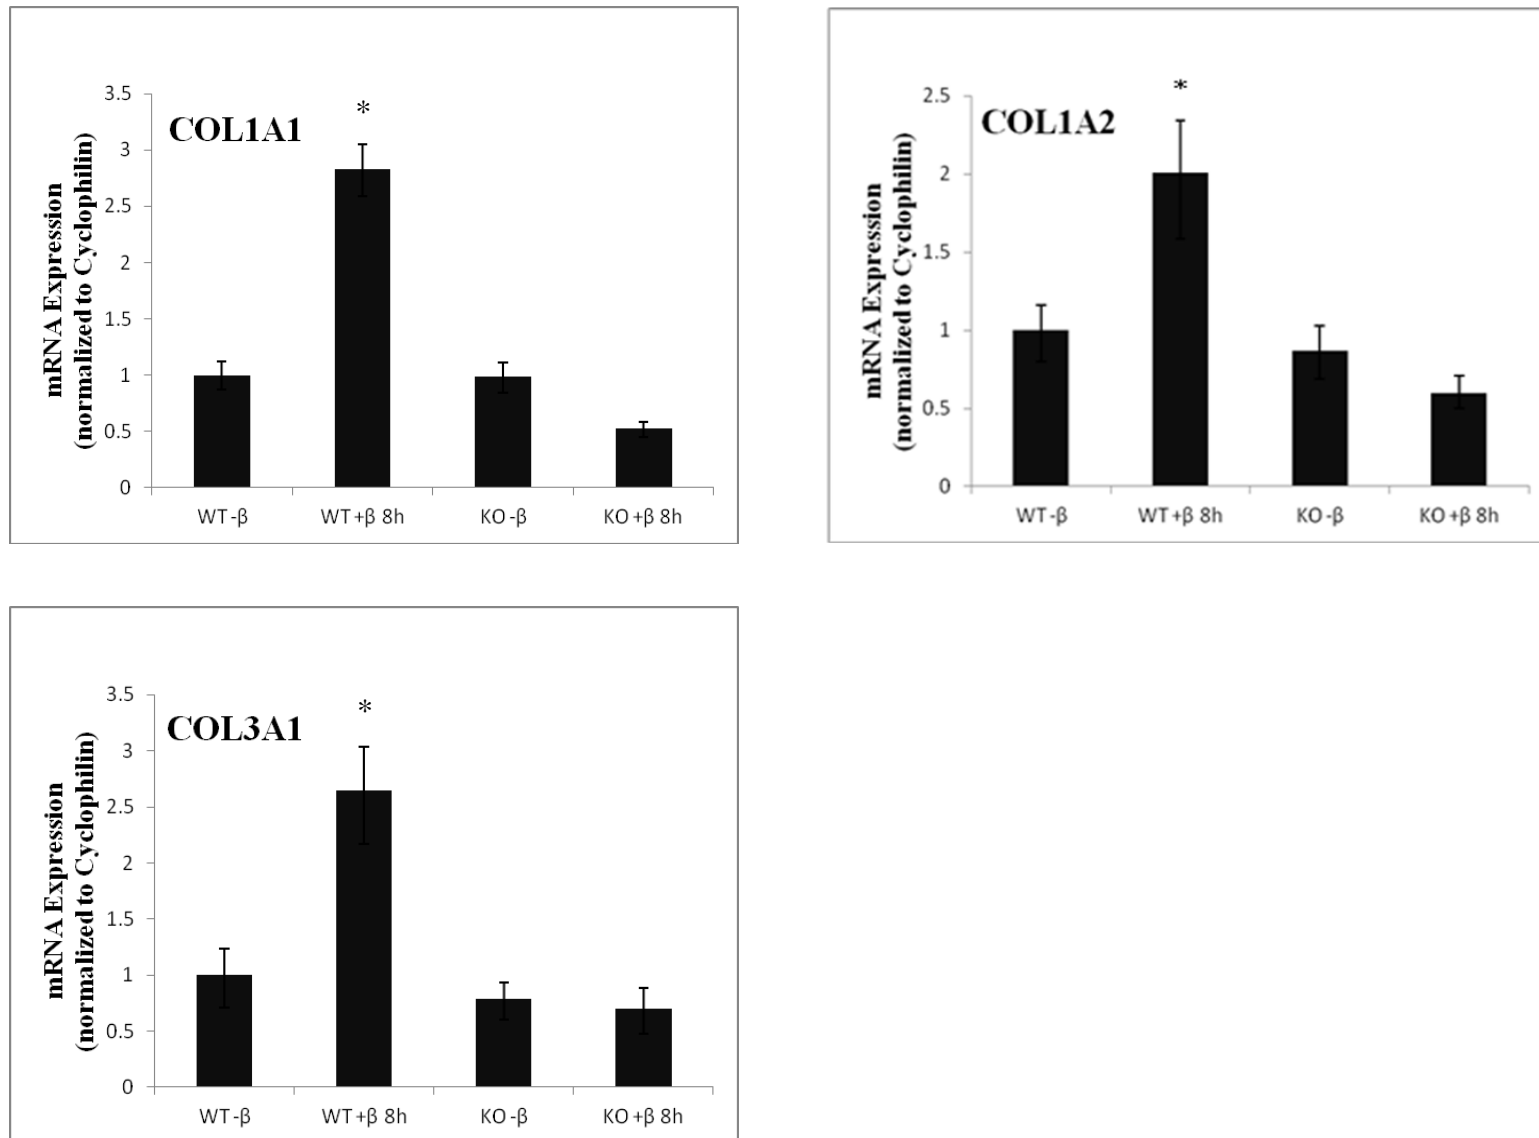 COL1A1
*
mRNA Expression
(normalized to Cyclophilin)
3.5
3
2.5
2
1.5
1
0.5
0
WT -β
WT +β 8h
KO -β
KO +β 8h
COL1A2
*
mRNA Expression
(normalized to Cyclophilin)
2.5
2
1.5
1
0.5
0
WT -β
WT +β 8h
KO -β
KO +β 8h
COL3A1
*
mRNA Expression
(normalized to Cyclophilin)
3.5
3
2.5
2
1.5
1
0.5
0
WT -β
WT +β 8h
KO -β
KO +β 8h